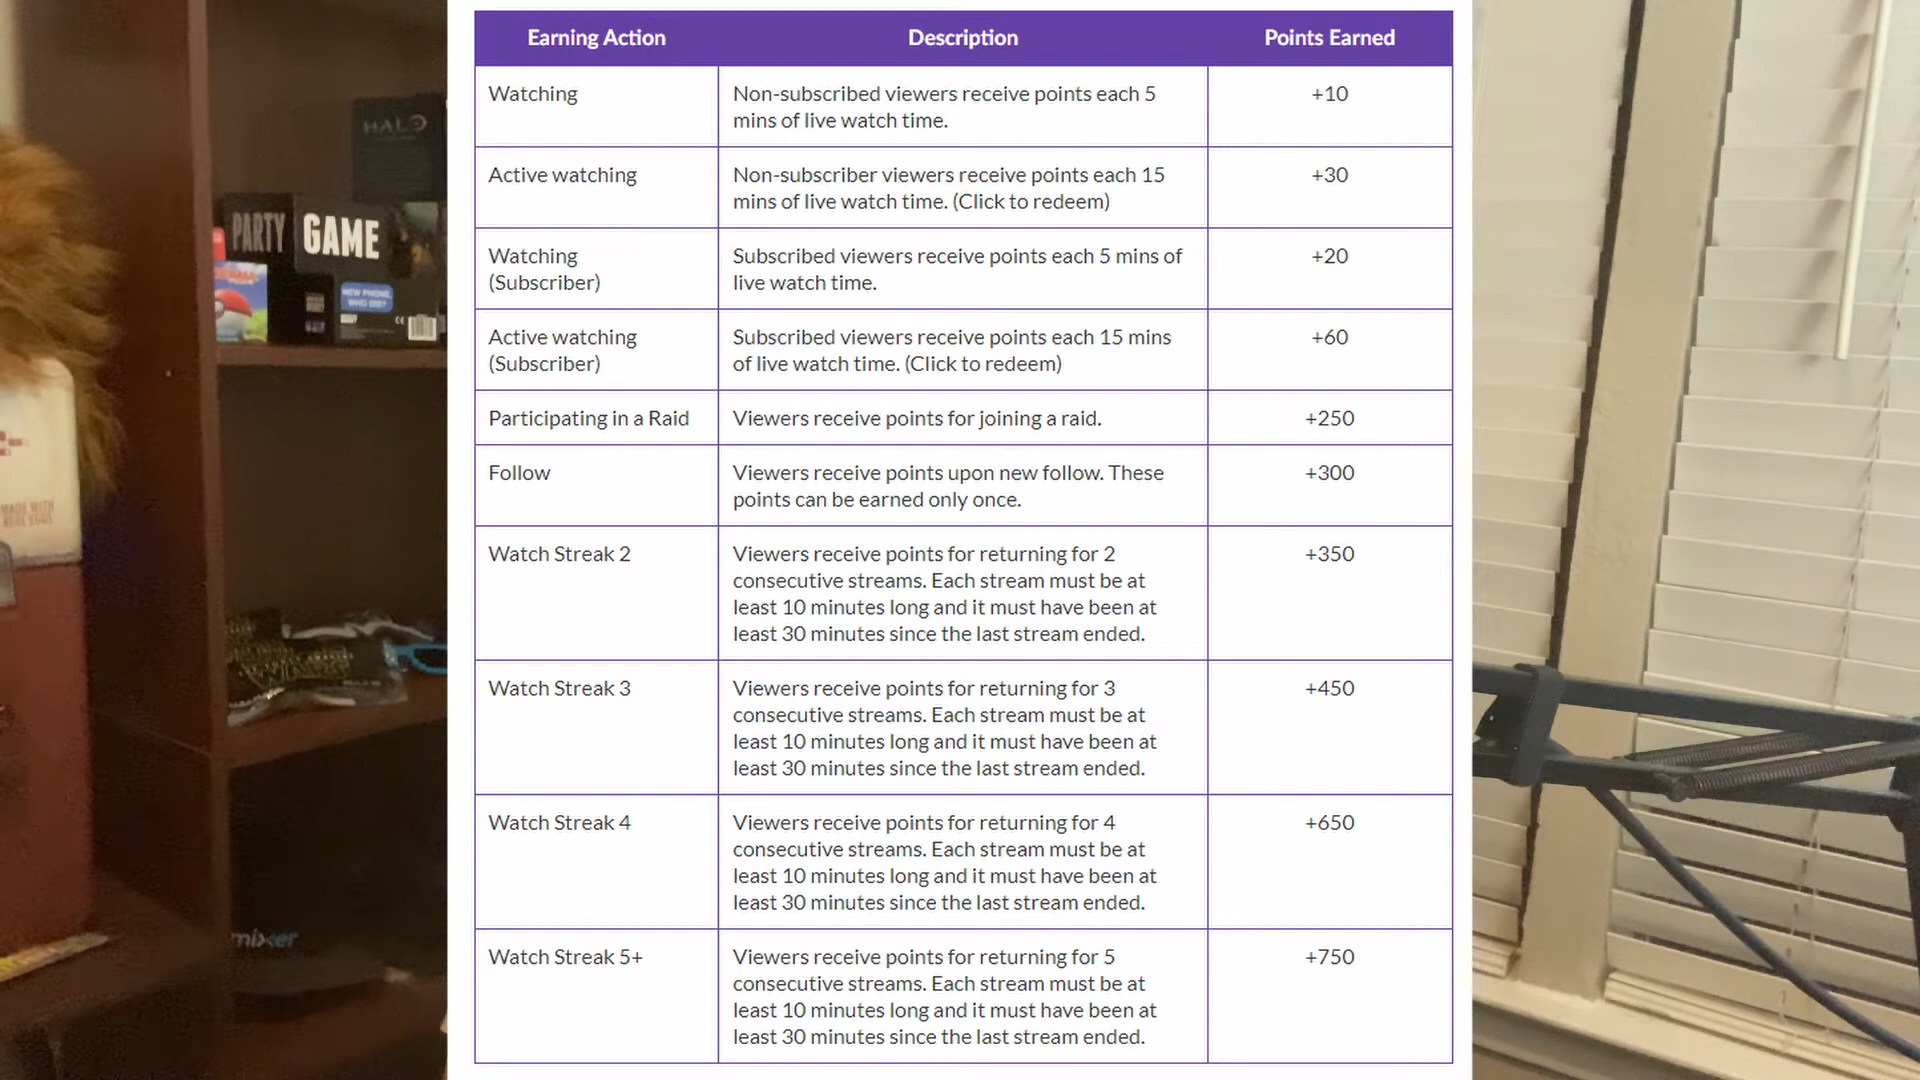 Earning Action Description Points Earned
Watching Non-subscribed viewers receive points each 5 +10
mins of live watch time.
Active watching Non-subscriber viewers receive points each 15 +30
mins of live watch time. (Click to redeem)
Watching Subscribed viewers receive points each 5 mins of +20
(Subscriber) live watch time.
Active watching Subscribed viewers receive points each 15 mins +60
(Subscriber) of live watch time. (Click to redeem)
Participating in a Raid Viewers receive points for joining a raid. +250
Follow Viewers receive points upon new follow. These +300
points can be earned only once.
Watch Streak 2 Viewers receive points for returning for 2 +350
consecutive streams. Each stream must be at
least 10 minutes long and it must have been at
least 30 minutes since the last stream ended.
Watch Streak 3 Viewers receive points for returning for 3 +450
consecutive streams. Each stream must be at
least 10 minutes long and it must have been at
least 30 minutes since the last stream ended.
Watch Streak 4 Viewers receive points for returning for 4 +650
consecutive streams. Each stream must be at
least 10 minutes long and it must have been at
least 30 minutes since the last stream ended.
Watch Streak 5+ Viewers receive points for returning for 5 +750
consecutive streams. Each stream must be at
least 10 minutes long and it must have been at
least 30 minutes since the last stream ended.
HALO
PARTY GAME
NEW PHONE,
WHO DIS?
MADE WITH
REAL EGGS
mixer